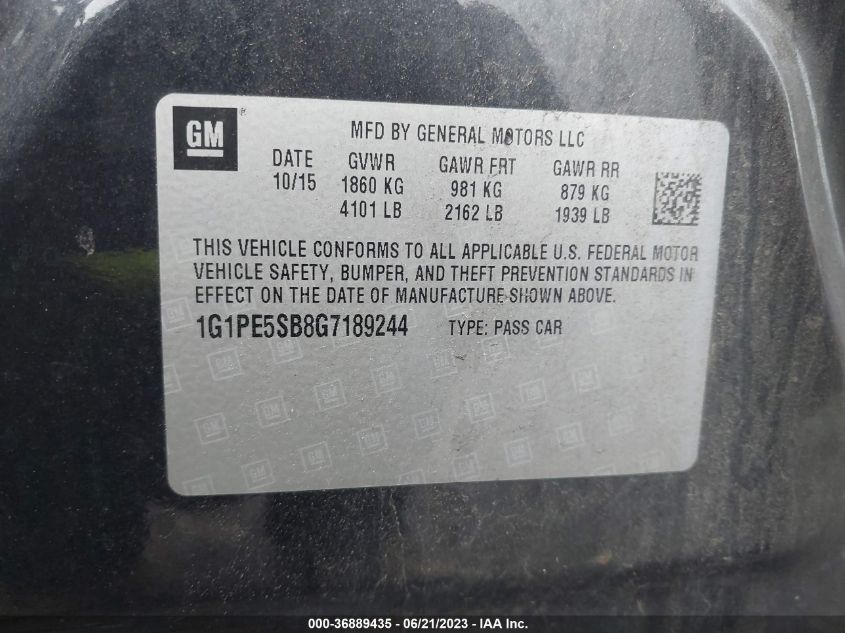 GM ®
MFD BY GENERAL MOTORS LLC
DATE GVWR GAWR FRT GAWR RR
10/15 1860 KG 981 KG 879 KG
4101 LB 2162 LB 1939 LB
THIS VEHICLE CONFORMS TO ALL APPLICABLE U.S. FEDERAL MOTOR
VEHICLE SAFETY, BUMPER, AND THEFT PREVENTION STANDARDS IN
EFFECT ON THE DATE OF MANUFACTURE SHOWN ABOVE.
1G1PE5SB8G7189244 TYPE: PASS CAR
000-36889435 - 06/21/2023 - IAA Inc.